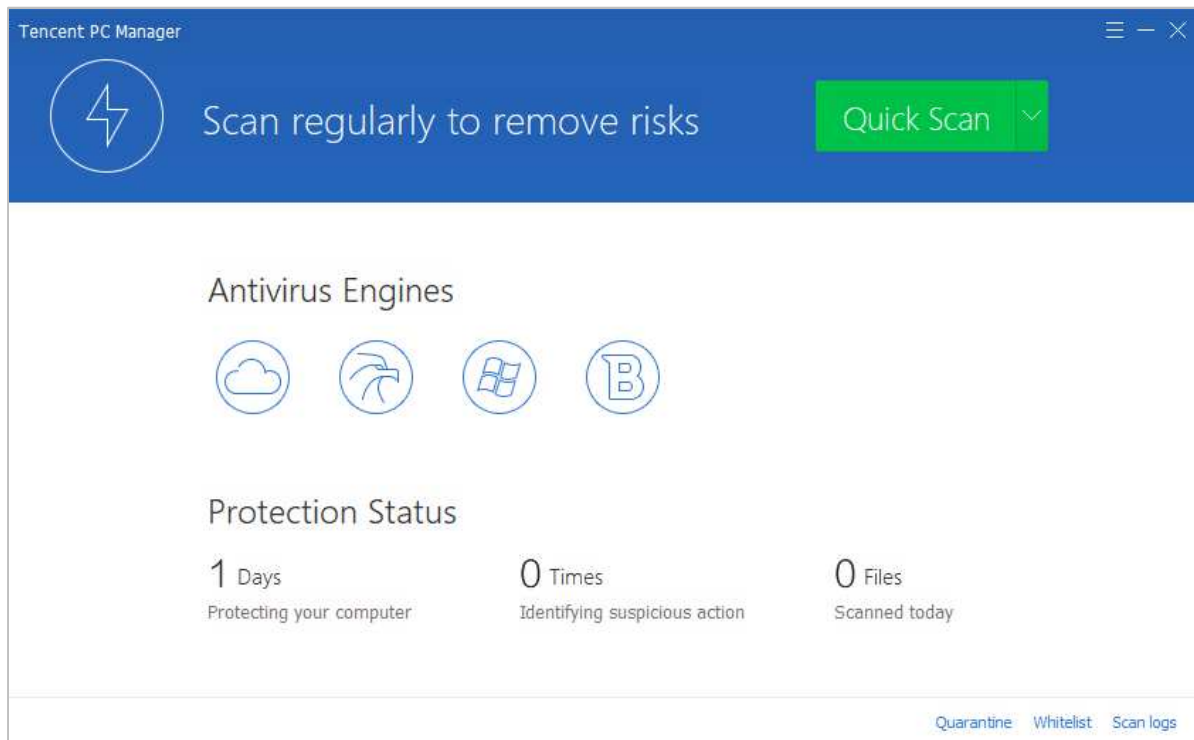 Tencent PC Manager
Scan regularly to remove risks
Quick Scan
Antivirus Engines
B
Protection Status
1 Days
0 Times
0 Files
Protecting your computer
Identifying suspicious action
Scanned today
Quarantine
Whitelist
Scan logs